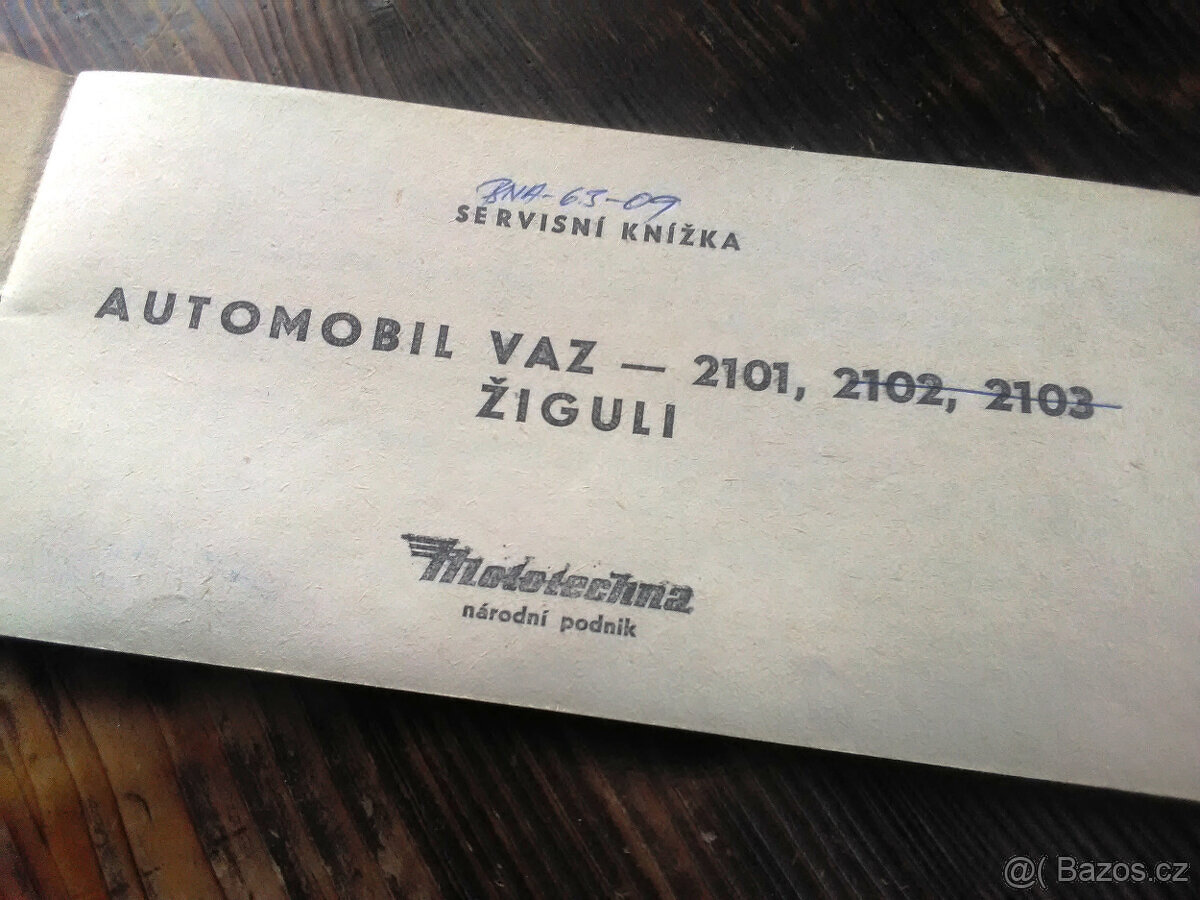 BNA-63-09
SERVISNÍ KNÍŽKA
AUTOMOBIL VAZ — 2101, 2102, 2103
ŽIGULI
Mototechna
národní podnik
@( Bazos.cz